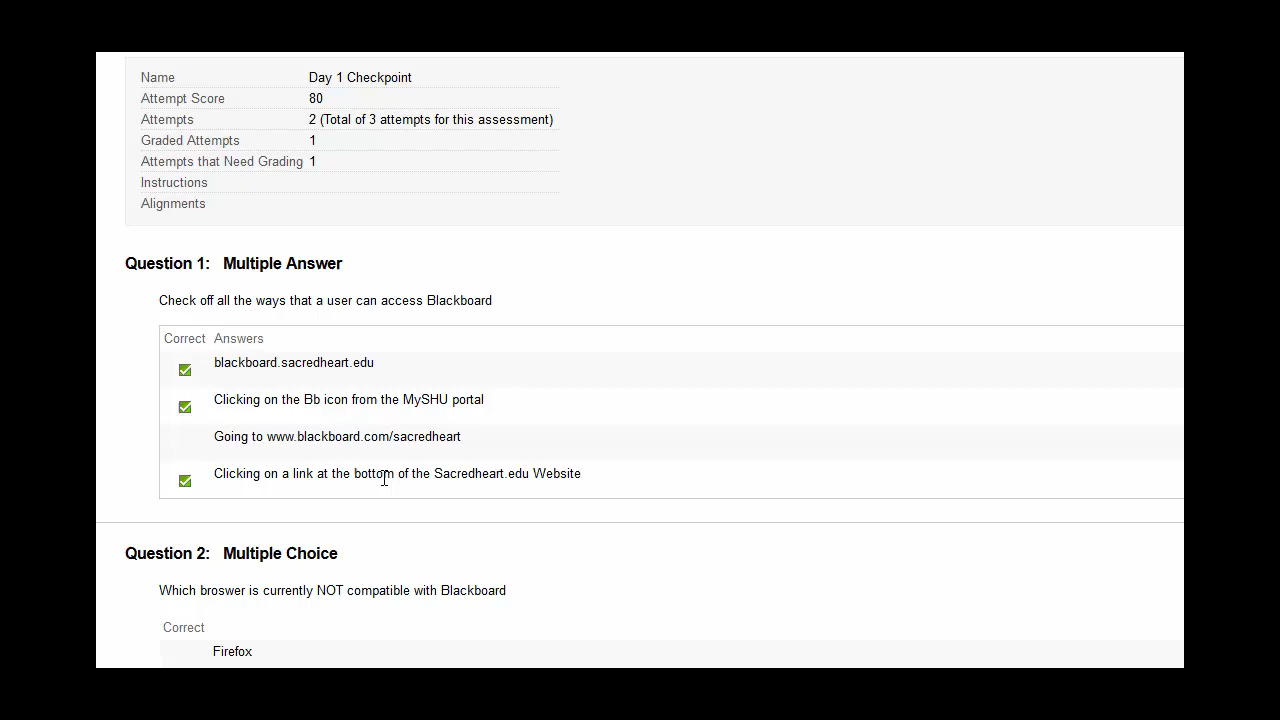 Name Day 1 Checkpoint
Attempt Score 80
Attempts 2 (Total of 3 attempts for this assessment)
Graded Attempts 1
Attempts that Need Grading 1
Instructions
Alignments
Question 1: Multiple Answer
Check off all the ways that a user can access Blackboard
Correct Answers
blackboard.sacredheart.edu
Clicking on the Bb icon from the MySHU portal
Going to www.blackboard.com/sacredheart
Clicking on a link at the bottom of the Sacredheart.edu Website
Question 2: Multiple Choice
Which broswer is currently NOT compatible with Blackboard
Correct
Firefox